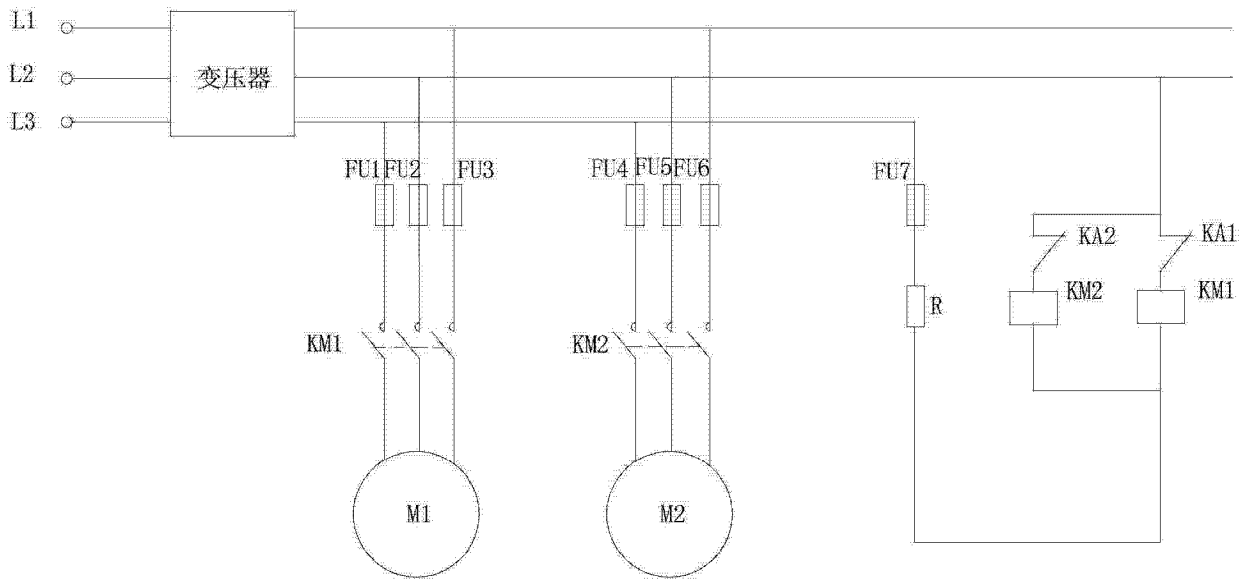 L1
L2
变压器
L3
FU1
FU2
FU3
FU4
FU5
FU6
FU7
KA2
KA1
KM2
KM1
R
KM1
KM2
M1
M2